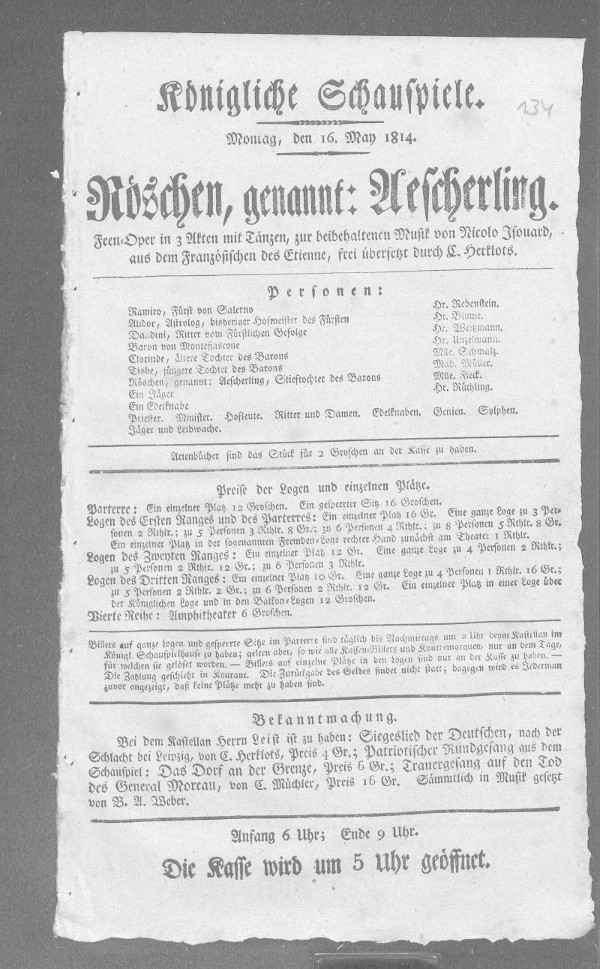 Königliche Schauspiele.
134
Montag, den 16. May 1814.
Röschen, genannt: Aescherling.
Feen-Oper in 3 Akten mit Tänzen, zur beibehaltenen Musik von Nicolo Isouard,
aus dem Französischen des Etienne, frei übersetzt durch C. Herklots.
Personen:
Ramiro, Fürst von Salerno Hr. Rebenstein.
Alidor, Astrolog, bisheriger Hofmeister des Fürsten Hr. Blume.
Dandini, Ritter vom Fürstlichen Gefolge Hr. Weitzmann.
Baron von Montefiascone Hr. Unzelmann.
Clorinde, ältere Tochter des Barons Mlle. Schmalz.
Tisbe, jüngere Tochter des Barons Mad. Müller.
Röschen, genannt: Aescherling, Stieftochter des Barons Mlle. Fleck.
Ein Jäger Hr. Rüthling.
Ein Edelknabe
Priester. Minister. Hofleute. Ritter und Damen. Edelknaben. Genien. Sylphen.
Jäger und Leibwache.
Arienbücher sind das Stück für 2 Groschen an der Kasse zu haben.
Preise der Logen und einzelnen Plätze.
Parterre: Ein einzelner Platz 12 Groschen. Ein gesperrter Sitz 16 Groschen.
Logen des Ersten Ranges und des Parterres: Ein einzelner Platz 16 Gr. Eine ganze Loge zu 3 Per-
sonen 2 Rthlr.; zu 5 Personen 3 Rthlr. 8 Gr.; zu 6 Personen 4 Rthlr.; zu 8 Personen 5 Rthlr. 8 Gr.
Ein einzelner Platz in der sogenannten Fremden-Loge rechter Hand zunächst am Theater 1 Rthlr.
Logen des Zweyten Ranges: Ein einzelner Platz 12 Gr. Eine ganze Loge zu 4 Personen 2 Rthlr.;
zu 5 Personen 2 Rthlr. 12 Gr.; zu 6 Personen 3 Rthlr.
Logen des Dritten Ranges: Ein einzelner Platz 10 Gr. Eine ganze Loge zu 4 Personen 1 Rthlr. 16 Gr.;
zu 5 Personen 2 Rthlr. 2 Gr.; zu 6 Personen 2 Rthlr. 12 Gr. Ein einzelner Platz in einer Loge über
der Königlichen Loge und in den Balkon-Logen 12 Groschen.
Vierte Reihe: Amphitheater 6 Groschen.
Billets auf ganze Logen und gesperrte Sitze im Parterre sind täglich bis Nachmittags um 2 Uhr beym Kastellan im
Königl. Schauspielhause zu haben; gelten aber, so wie alle Kassen-Billets und Kontremarquen, nur an dem Tage,
für welchen sie gelöset worden. — Billets auf einzelne Plätze in den Logen sind nur an der Kasse zu haben. —
Die Zahlung geschieht in Kourant. Die Zurückgabe des Geldes findet nicht statt; dagegen wird es Jederman
zuvor angezeigt, daß keine Plätze mehr zu haben sind.
Bekanntmachung.
Bei dem Kastellan Herrn Leist ist zu haben: Siegeslied der Deutschen, nach der
Schlacht bei Leipzig, von C. Herklots, Preis 4 Gr.; Patriotischer Rundgesang aus dem
Schauspiel: Das Dorf an der Grenze, Preis 6 Gr.; Trauergesang auf den Tod
des General Moreau, von C. Müchler, Preis 16 Gr. Sämmtlich in Musik gesetzt
von B. A. Weber.
Anfang 6 Uhr; Ende 9 Uhr.
Die Kasse wird um 5 Uhr geöffnet.